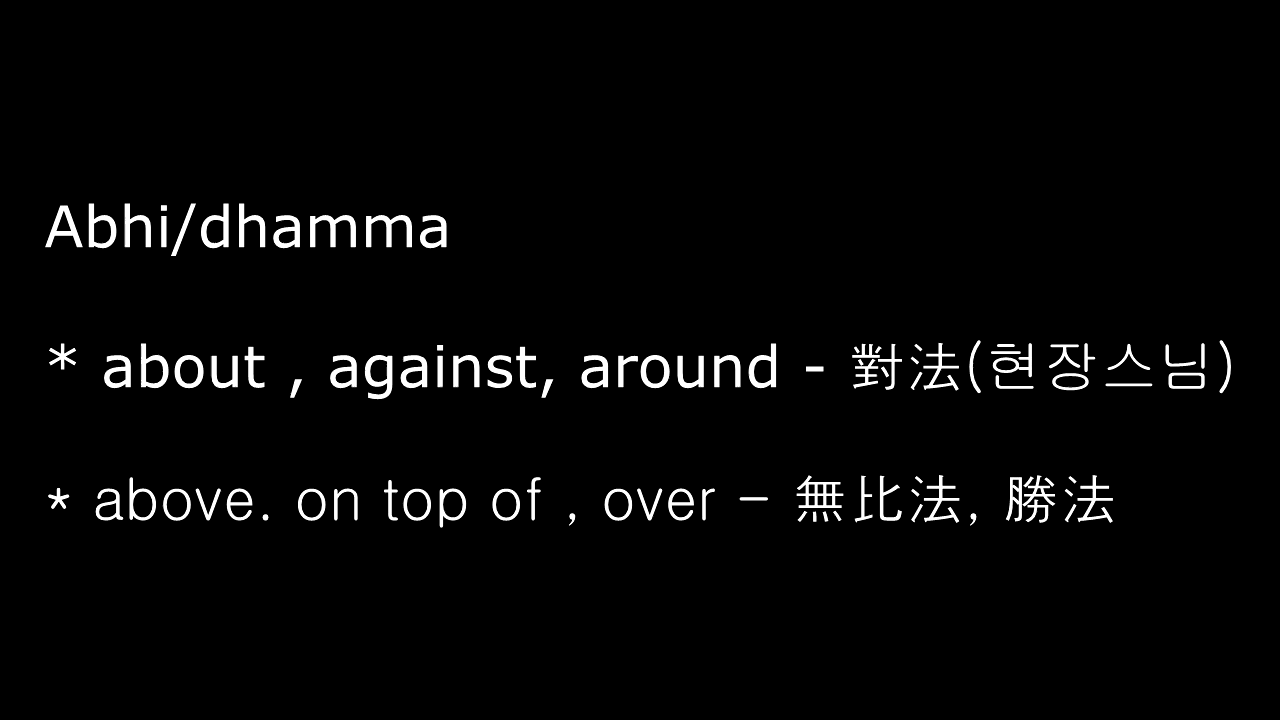 Abhi/dhamma
* about , against, around - 對法(현장스님)
* above. on top of , over - 無比法, 勝法